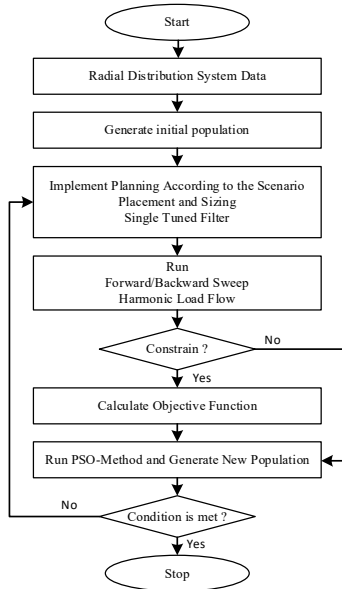 Start
Radial Distribution System Data
Generate initial population
Implement Planning According to the Scenario
Placement and Sizing
Single Tuned Filter
Run
Forward/Backward Sweep
Harmonic Load Flow
Constrain ?
No
Yes
Calculate Objective Function
Run PSO-Method and Generate New Population
No
Condition is met ?
Yes
Stop